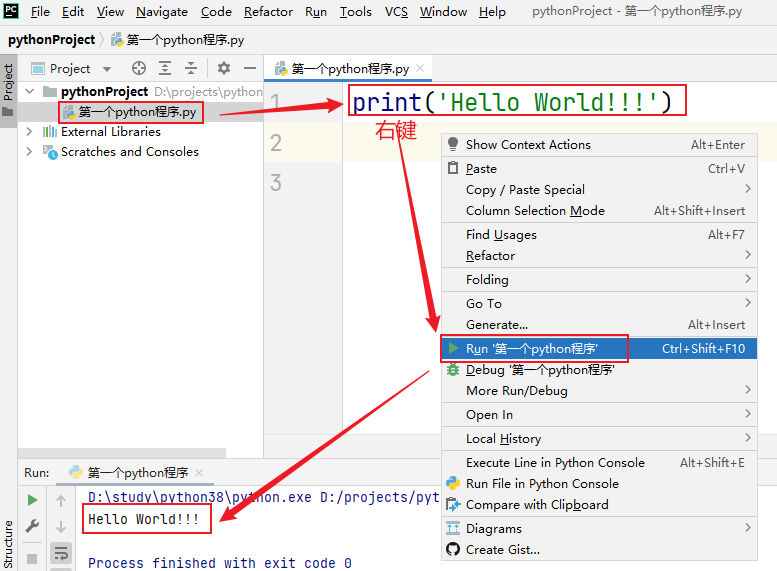 PC File Edit View Navigate Code Refactor Run Tools VCS Window Help pythonProject - 第一个python程序.py
pythonProject 第一个python程序.py
Project
Project
第一个python程序.py
pythonProject D:\projects\python
第一个python程序.py
External Libraries
Scratches and Consoles
1 print('Hello World!!!')
2
3
右键
Show Context Actions Alt+Enter
Paste Ctrl+V
Copy / Paste Special
Column Selection Mode Alt+Shift+Insert
Find Usages Alt+F7
Refactor
Folding
Go To
Generate... Alt+Insert
Run '第一个python程序' Ctrl+Shift+F10
Debug '第一个python程序'
More Run/Debug
Open In
Local History
Execute Line in Python Console Alt+Shift+E
Run File in Python Console
Compare with Clipboard
Diagrams
Create Gist...
Run: 第一个python程序
D:\study\python38\python.exe D:/projects/pyt
Hello World!!!
Process finished with exit code 0
Structure